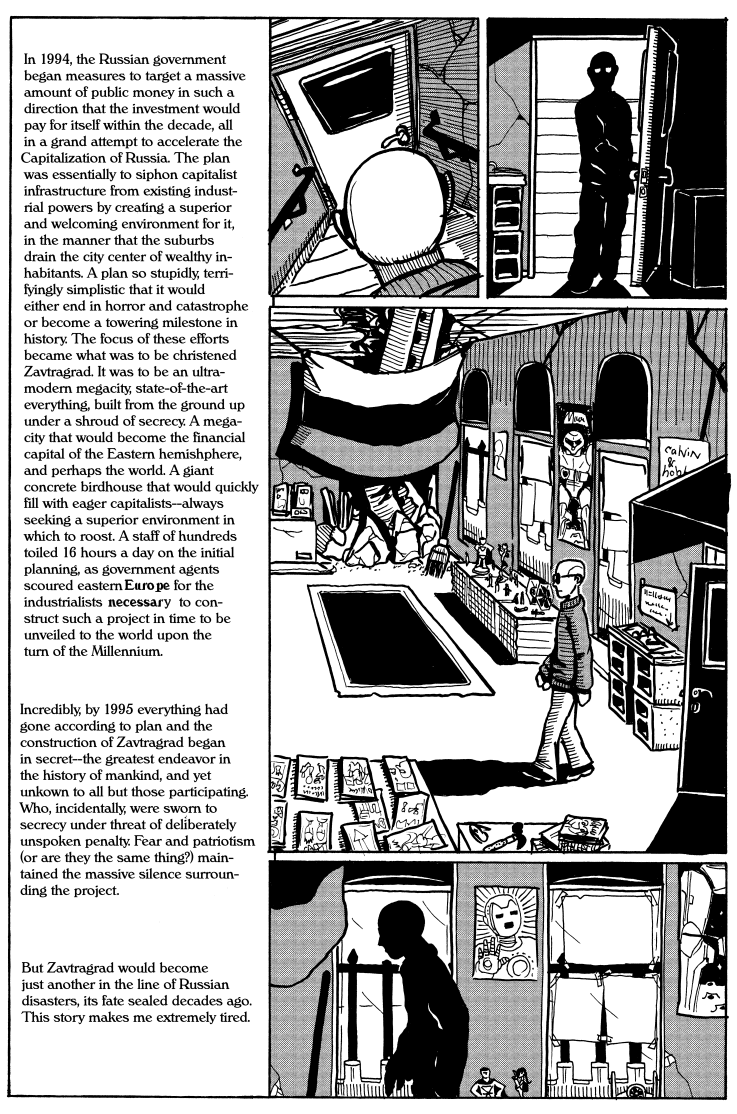 In 1994, the Russian government
began measures to target a massive
amount of public money in such a
direction that the investment would
pay for itself within the decade, all
in a grand attempt to accelerate the
Capitalization of Russia. The plan
was essentially to siphon capitalist
infrastructure from existing indust-
rial powers by creating a superior
and welcoming environment for it,
in the manner that the suburbs
drain the city center of wealthy in-
habitants. A plan so stupidly, terri-
fyingly simplistic that it would
either end in horror and catastrophe
or become a towering milestone in
history. The focus of these efforts
became what was to be christened
Zavtragrad. It was to be an ultra-
modern megacity, state-of-the-art
everything, built from the ground up
under a shroud of secrecy. A mega-
city that would become the financial
capital of the Eastern hemishphere,
and perhaps the world. A giant
concrete birdhouse that would quickly
fill with eager capitalists--always
seeking a superior environment in
which to roost. A staff of hundreds
toiled 16 hours a day on the initial
planning, as government agents
scoured eastern Europe for the
industrialists necessary to con-
struct such a project in time to be
unveiled to the world upon the
turn of the Millennium.
Incredibly, by 1995 everything had
gone according to plan and the
construction of Zavtragrad began
in secret--the greatest endeavor in
the history of mankind, and yet
unkown to all but those participating.
Who, incidentally, were sworn to
secrecy under threat of deliberately
unspoken penalty. Fear and patriotism
(or are they the same thing?) main-
tained the massive silence surroun-
ding the project.
But Zavtragrad would become
just another in the line of Russian
disasters, its fate sealed decades ago.
This story makes me extremely tired.
calvin
&